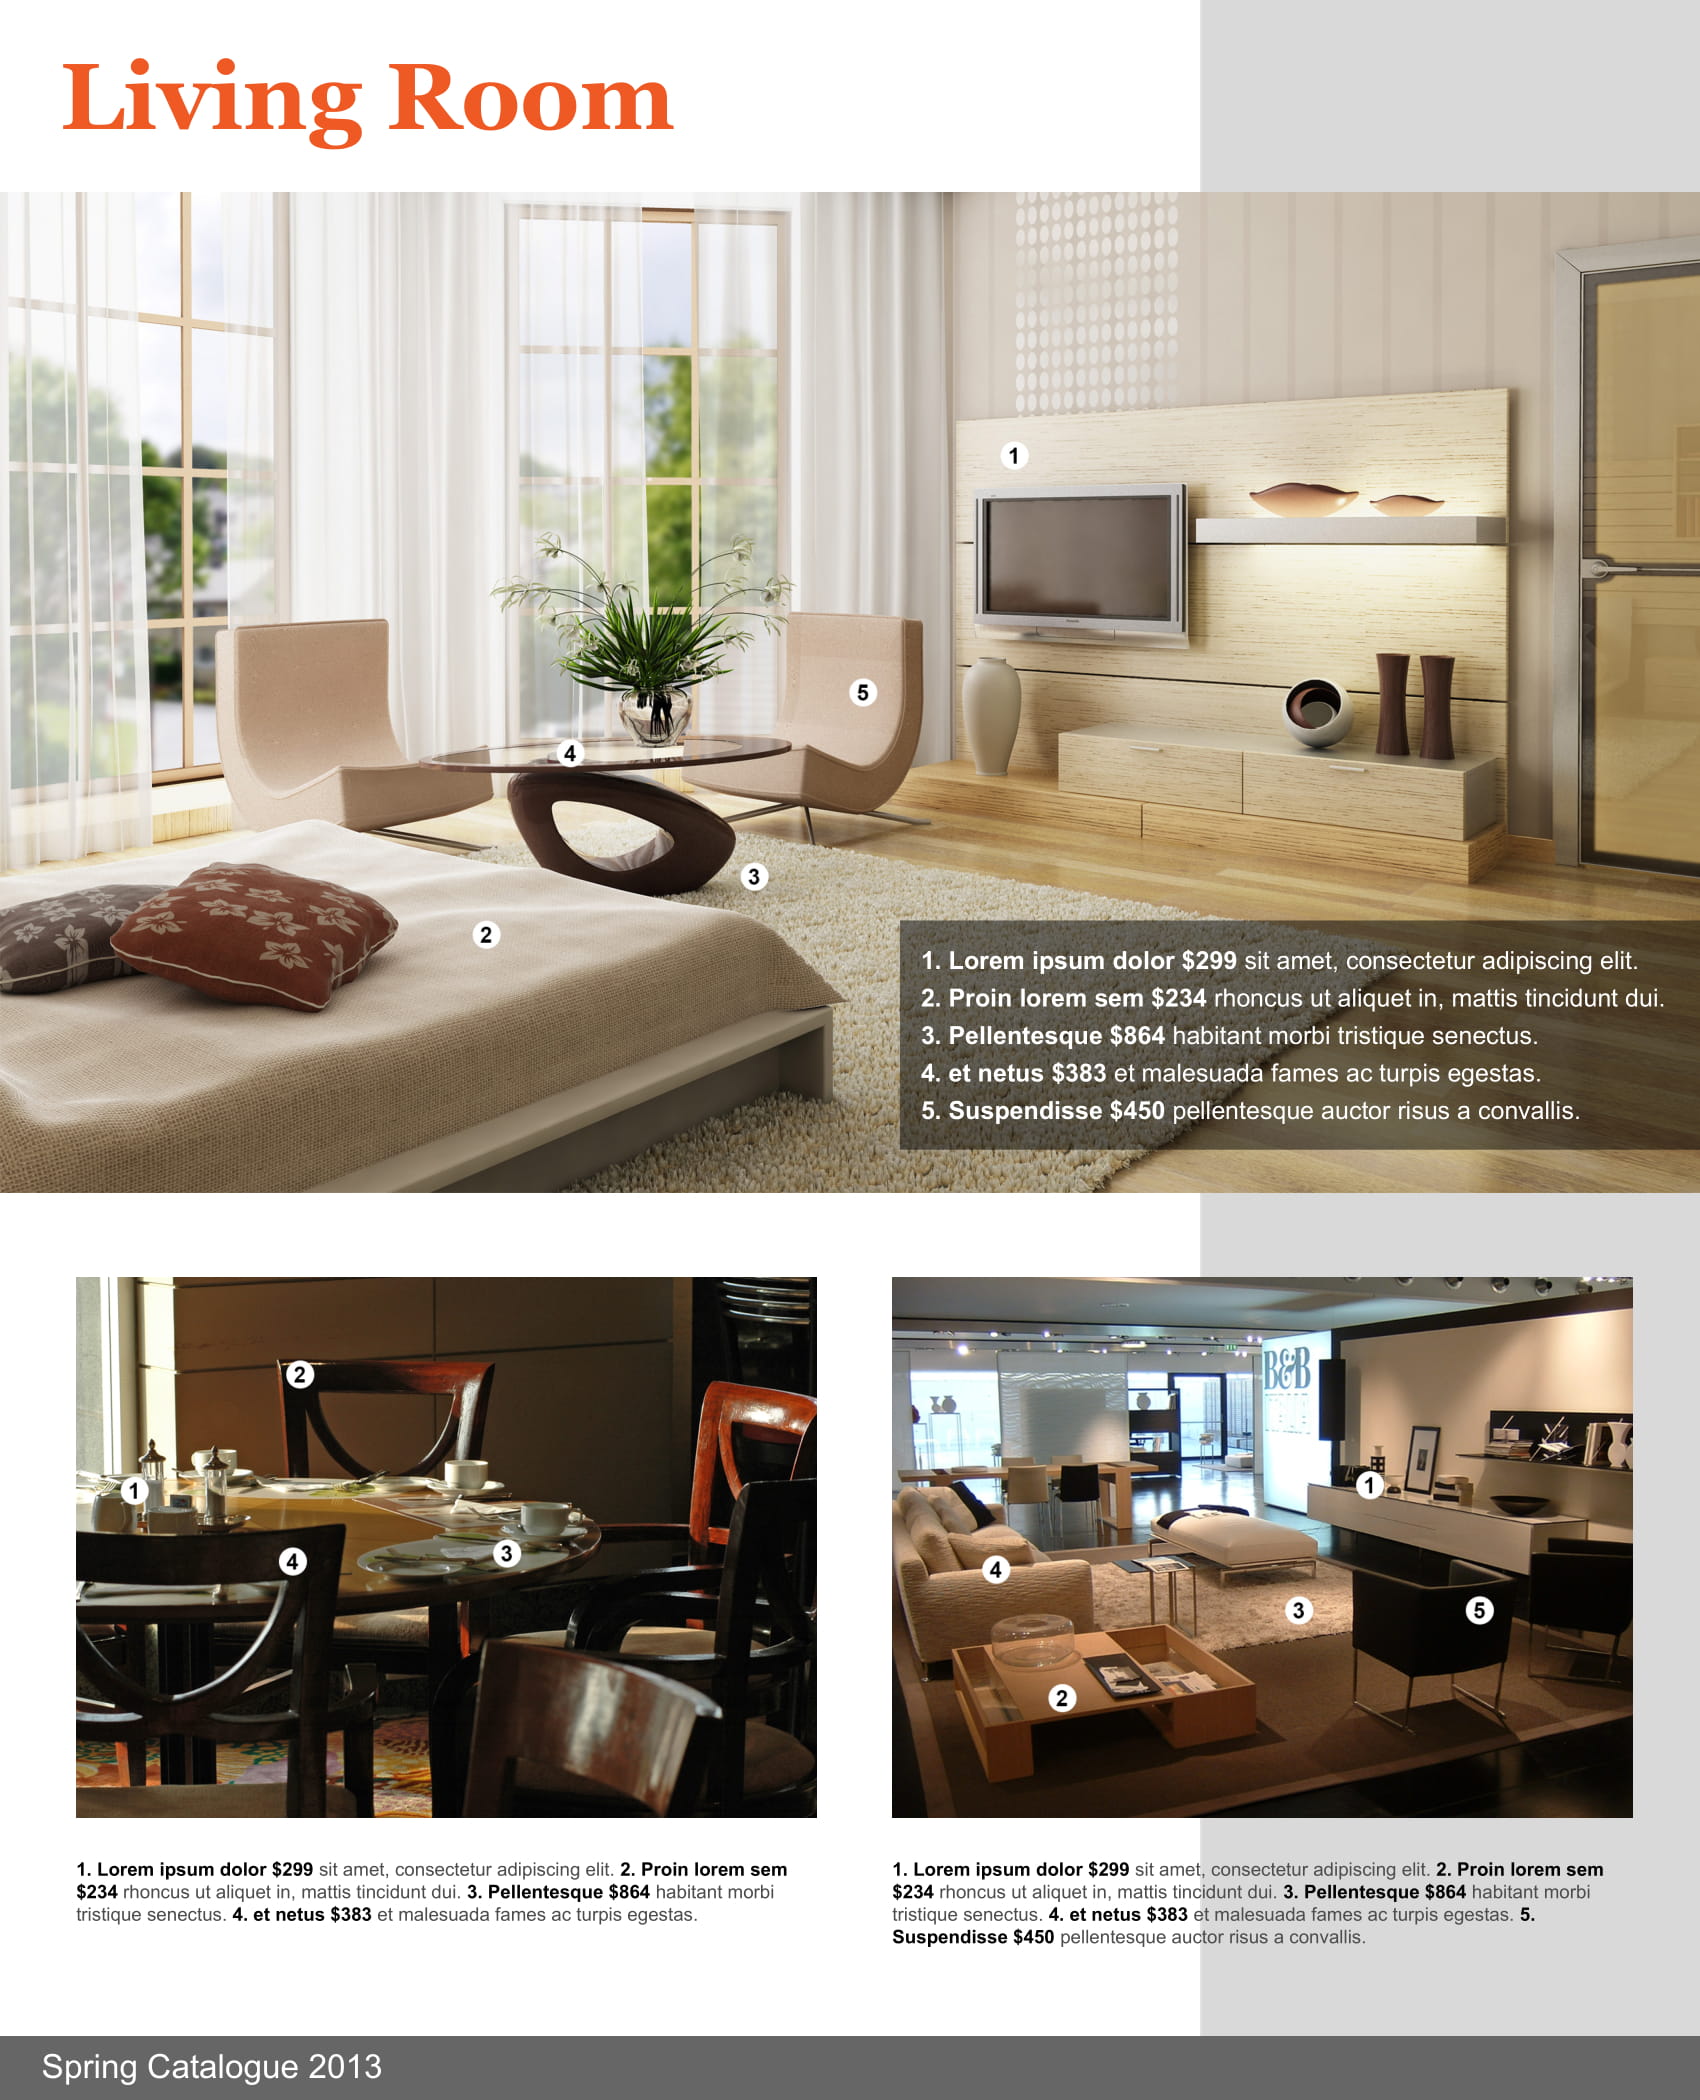 Living Room
1
5
4
3
2
1. Lorem ipsum dolor $299 sit amet, consectetur adipiscing elit.
2. Proin lorem sem $234 rhoncus ut aliquet in, mattis tincidunt dui.
3. Pellentesque $864 habitant morbi tristique senectus.
4. et netus $383 et malesuada fames ac turpis egestas.
5. Suspendisse $450 pellentesque auctor risus a convallis.
2
1
3
4
B&B
1
4
3
5
2
1. Lorem ipsum dolor $299 sit amet, consectetur adipiscing elit. 2. Proin lorem sem
$234 rhoncus ut aliquet in, mattis tincidunt dui. 3. Pellentesque $864 habitant morbi
tristique senectus. 4. et netus $383 et malesuada fames ac turpis egestas.
1. Lorem ipsum dolor $299 sit amet, consectetur adipiscing elit. 2. Proin lorem sem
$234 rhoncus ut aliquet in, mattis tincidunt dui. 3. Pellentesque $864 habitant morbi
tristique senectus. 4. et netus $383 et malesuada fames ac turpis egestas. 5.
Suspendisse $450 pellentesque auctor risus a convallis.
Spring Catalogue 2013